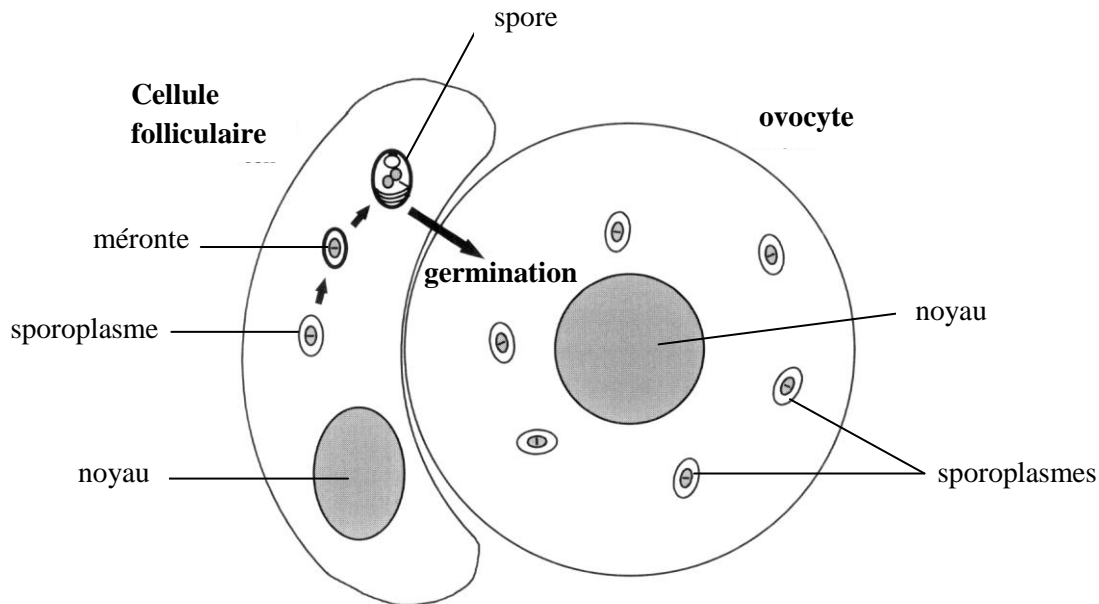 spore
Cellule
folliculaire
ovocyte
méronte
germination
sporoplasme
noyau
noyau
sporoplasmes